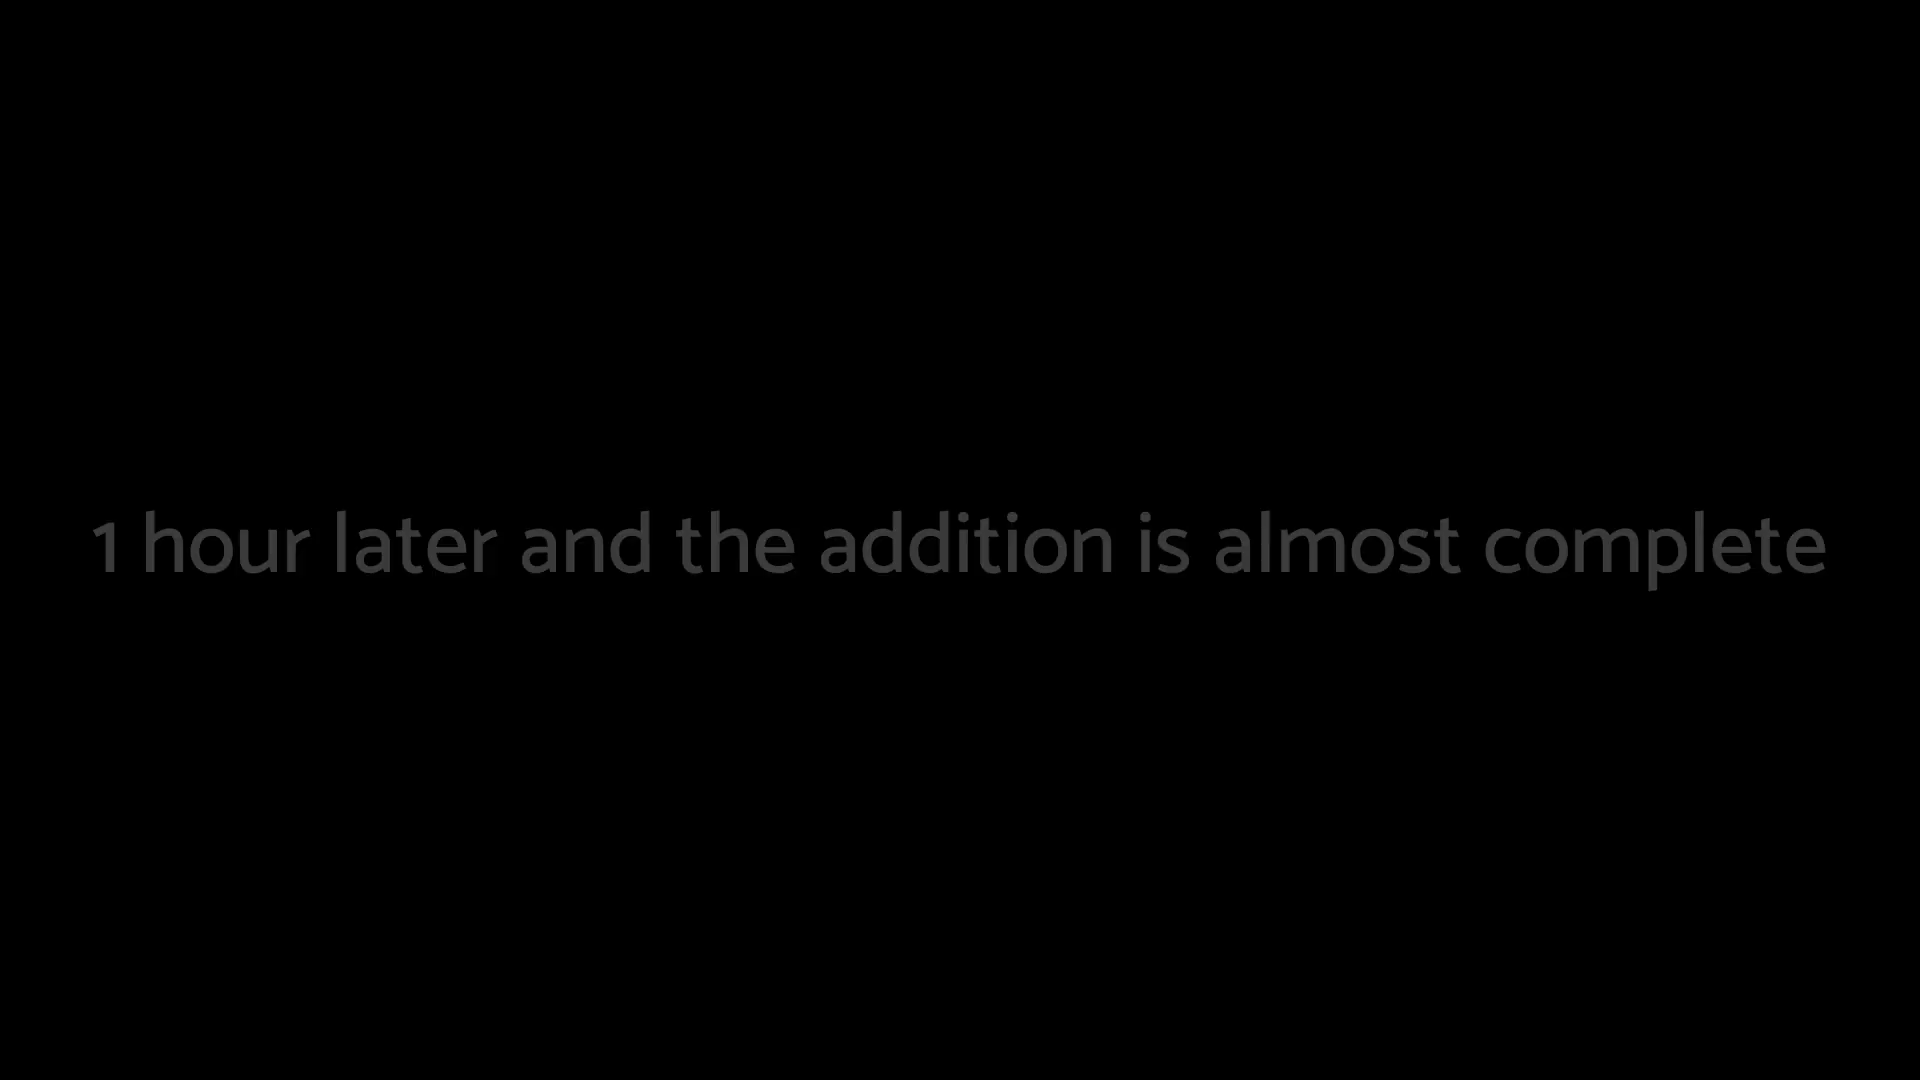 1 hour later and the addition is almost complete